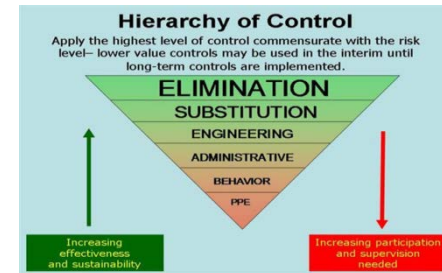 Hierarchy of Control
Apply the highest level of control commensurate with the risk
level– lower value controls may be used in the interim until
long-term controls are implemented.
ELIMINATION
SUBSTITUTION
ENGINEERING
ADMINISTRATIVE
BEHAVIOR
PPE
Increasing
effectiveness
and sustainability
Increasing participation
and supervision
needed